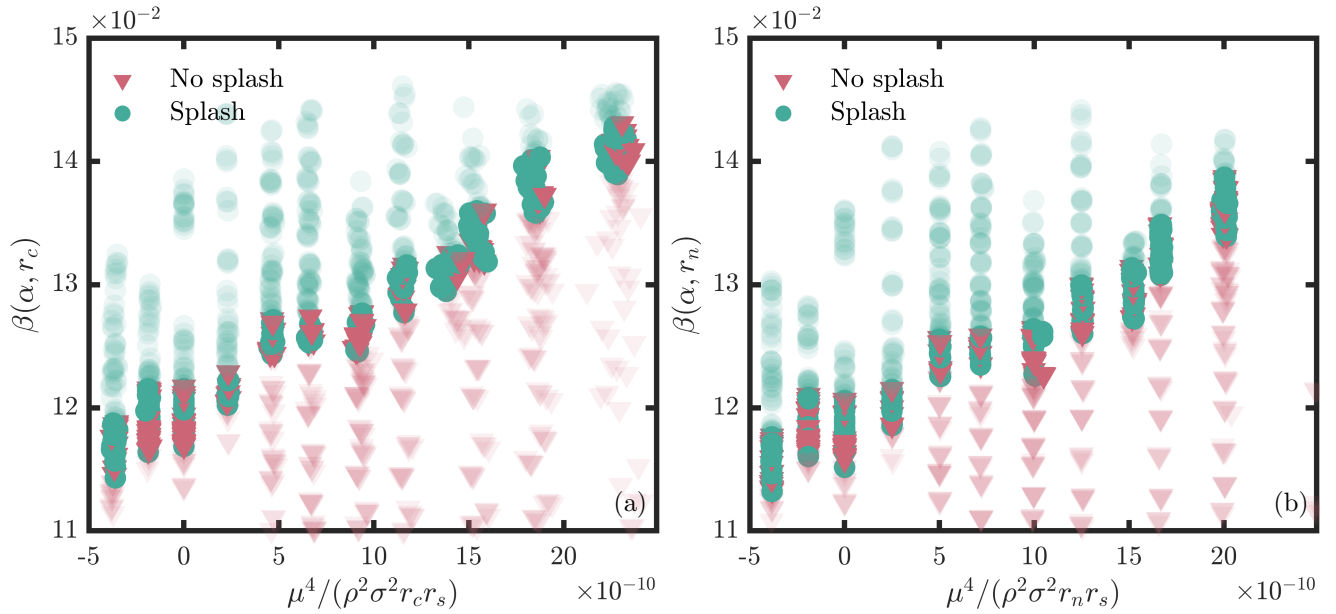 ×10⁻²
15
14
13
12
11
β(α, r_c)
No splash
Splash
(a)
-5 0 5 10 15 20
×10⁻¹⁰
μ⁴/(ρ²σ²r_c r_s)
×10⁻²
15
14
13
12
11
β(α, r_n)
No splash
Splash
(b)
-5 0 5 10 15 20
×10⁻¹⁰
μ⁴/(ρ²σ²r_n r_s)